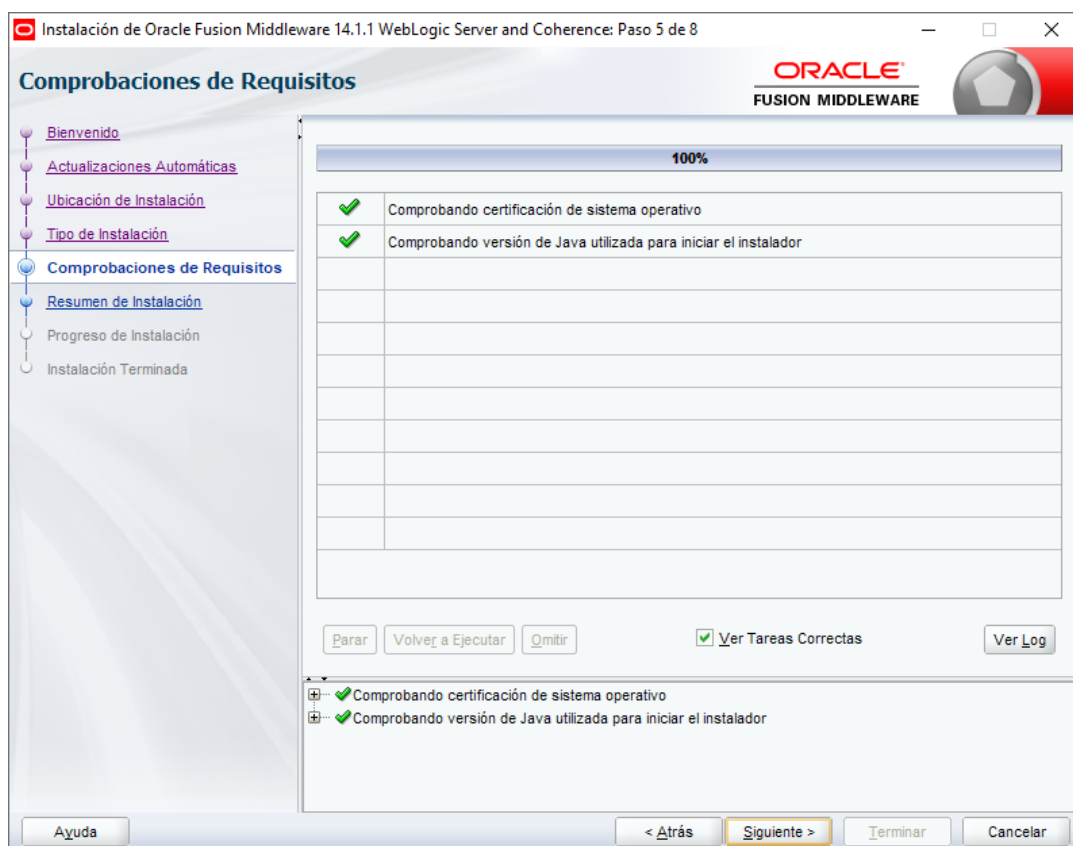 Instalación de Oracle Fusion Middleware 14.1.1 WebLogic Server and Coherence: Paso 5 de 8
Comprobaciones de Requisitos
ORACLE
FUSION MIDDLEWARE
Bienvenido
Actualizaciones Automáticas
Ubicación de Instalación
Tipo de Instalación
Comprobaciones de Requisitos
Resumen de Instalación
Progreso de Instalación
Instalación Terminada
100%
Comprobando certificación de sistema operativo
Comprobando versión de Java utilizada para iniciar el instalador
Parar Volver a Ejecutar Omitir Ver Tareas Correctas Ver Log
Comprobando certificación de sistema operativo
Comprobando versión de Java utilizada para iniciar el instalador
Ayuda < Atrás Siguiente > Terminar Cancelar